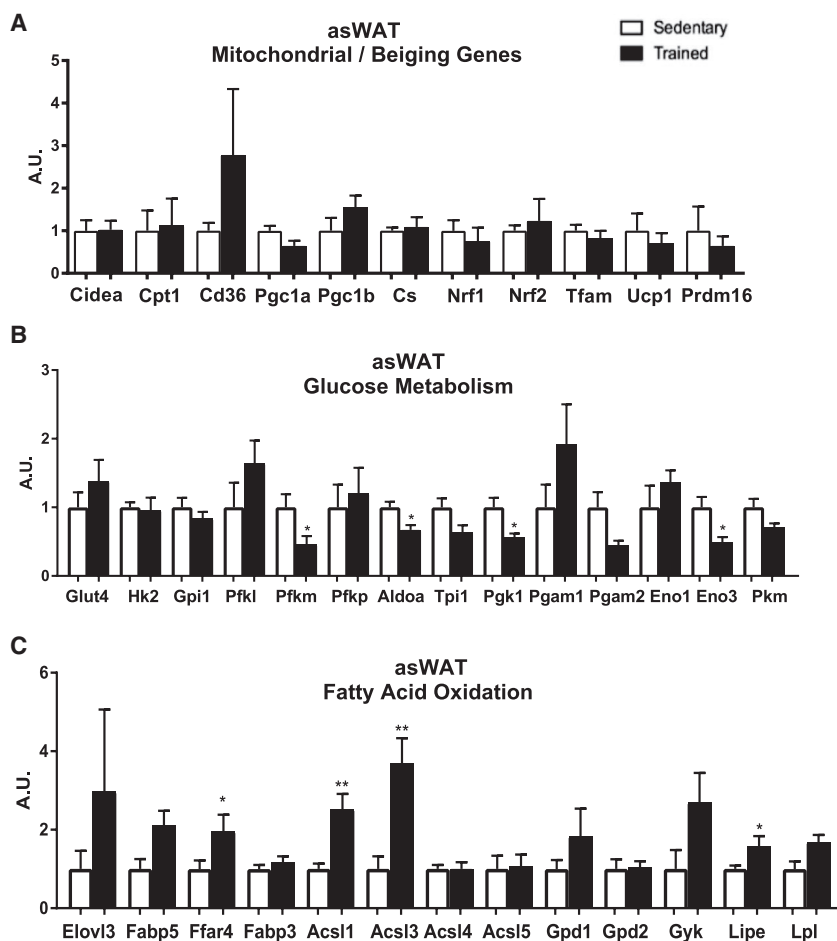 A
asWAT
Mitochondrial / Beiging Genes
Sedentary
Trained
5
4
3
2
1
0
A.U.
Cidea Cpt1 Cd36 Pgc1a Pgc1b Cs Nrf1 Nrf2 Tfam Ucp1 Prdm16
B
asWAT
Glucose Metabolism
3
2
1
0
A.U.
* * * *
Glut4 Hk2 Gpi1 Pfkl Pfkm Pfkp Aldoa Tpi1 Pgk1 Pgam1 Pgam2 Eno1 Eno3 Pkm
C
asWAT
Fatty Acid Oxidation
6
4
2
0
A.U.
* ** ** *
Elovl3 Fabp5 Ffar4 Fabp3 Acsl1 Acsl3 Acsl4 Acsl5 Gpd1 Gpd2 Gyk Lipe Lpl